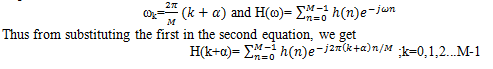 ωₖ=2π/M (k + α) and H(ω)= ∑_{n=0}^{M−1} h(n)e^{−jωn}
Thus from substituting the first in the second equation, we get
H(k+α)= ∑_{n=0}^{M−1} h(n)e^{−j2π(k+α)n/M} ;k=0,1,2...M-1